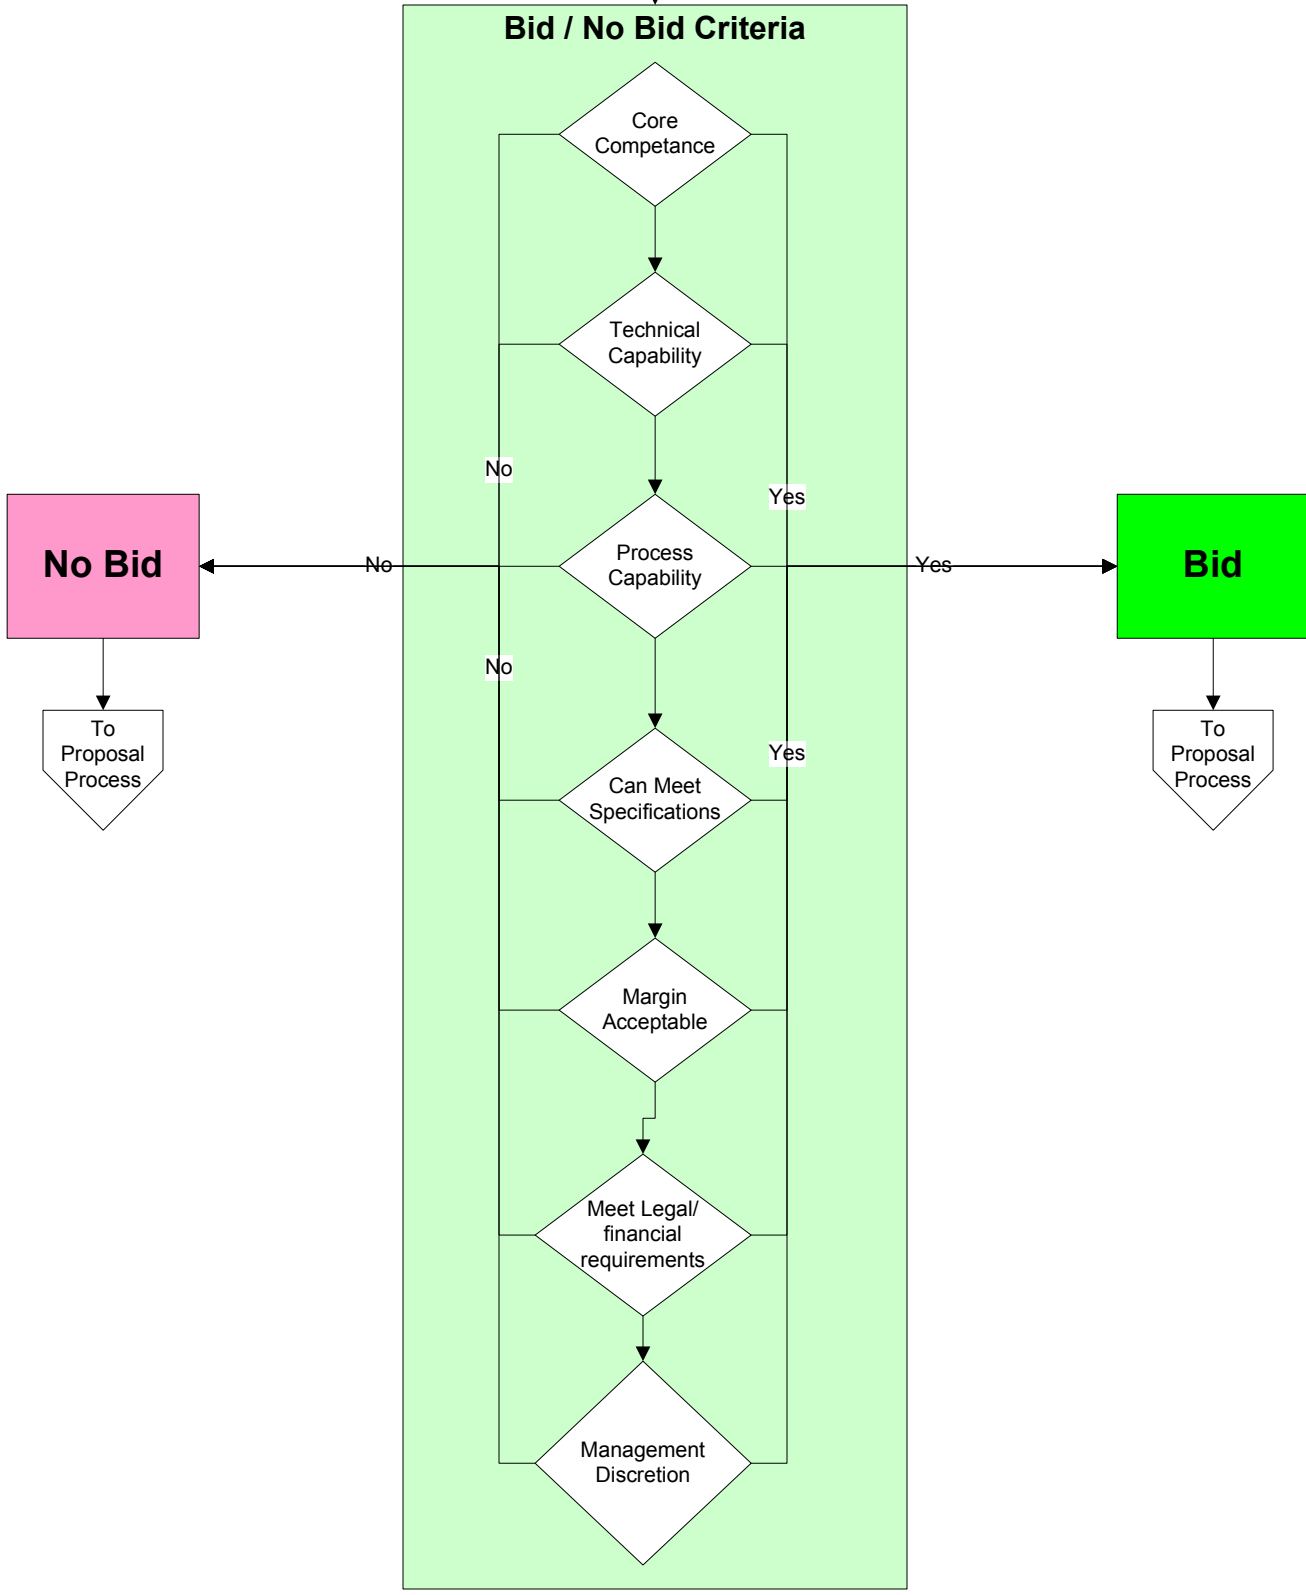 Bid / No Bid Criteria
Core
Competance
Technical
Capability
No
Yes
No Bid
No
Process
Capability
Yes
Bid
No
To
Proposal
Process
Yes
To
Proposal
Process
Can Meet
Specifications
Margin
Acceptable
Meet Legal/
financial
requirements
Management
Discretion